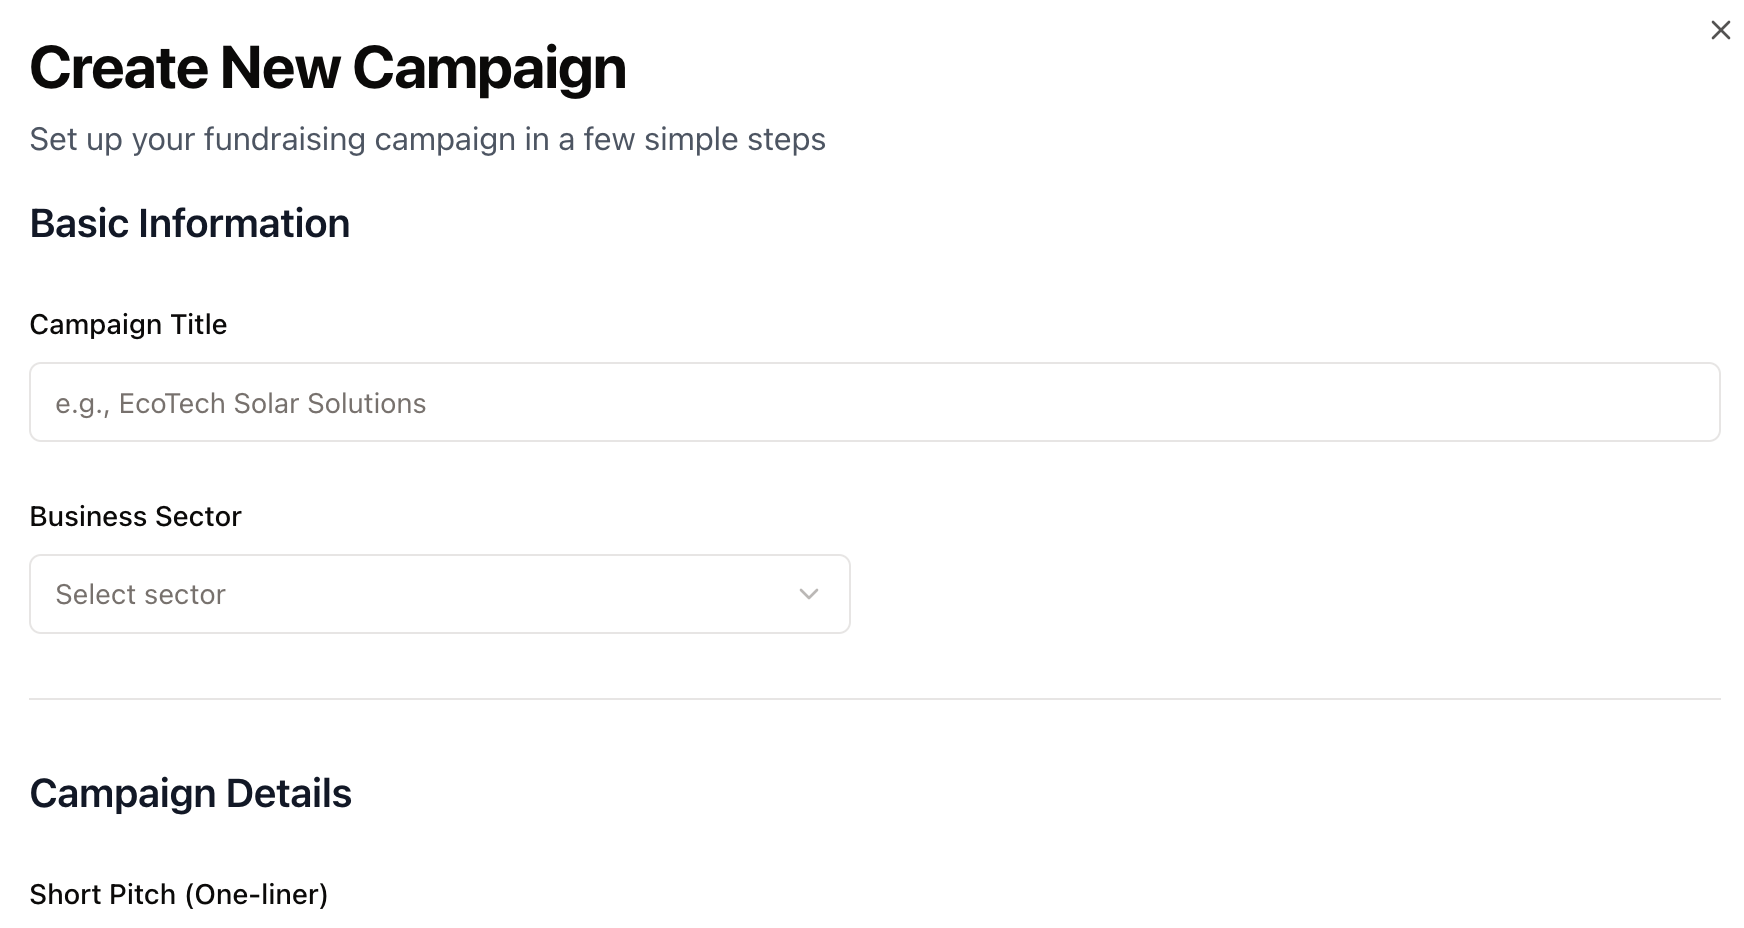 Create New Campaign
Set up your fundraising campaign in a few simple steps
Basic Information
Campaign Title
e.g., EcoTech Solar Solutions
Business Sector
Select sector
Campaign Details
Short Pitch (One-liner)